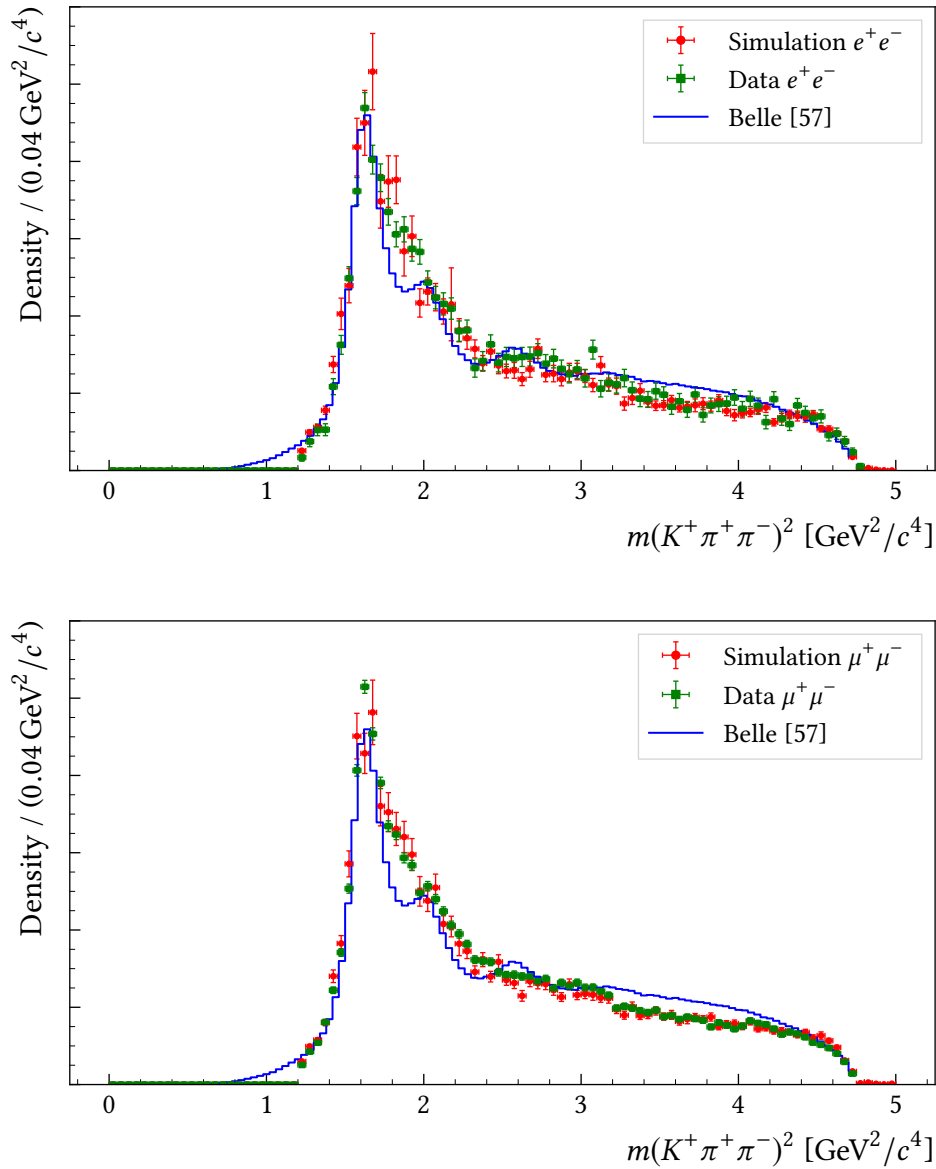 Density / (0.04 GeV²/c⁴)
Simulation e⁺e⁻
Data e⁺e⁻
Belle [57]
0 1 2 3 4 5
m(K⁺π⁺π⁻)² [GeV²/c⁴]
Density / (0.04 GeV²/c⁴)
Simulation μ⁺μ⁻
Data μ⁺μ⁻
Belle [57]
0 1 2 3 4 5
m(K⁺π⁺π⁻)² [GeV²/c⁴]